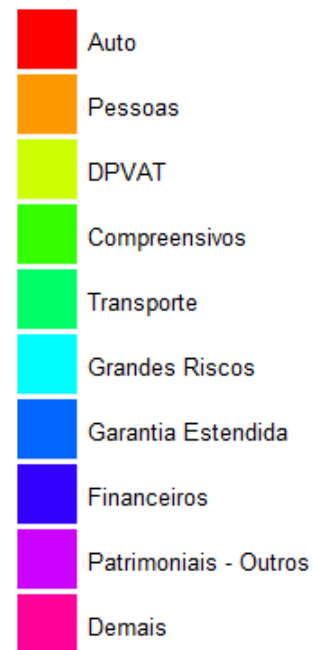 Auto
Pessoas
DPVAT
Compreensivos
Transporte
Grandes Riscos
Garantia Estendida
Financeiros
Patrimoniais - Outros
Demais